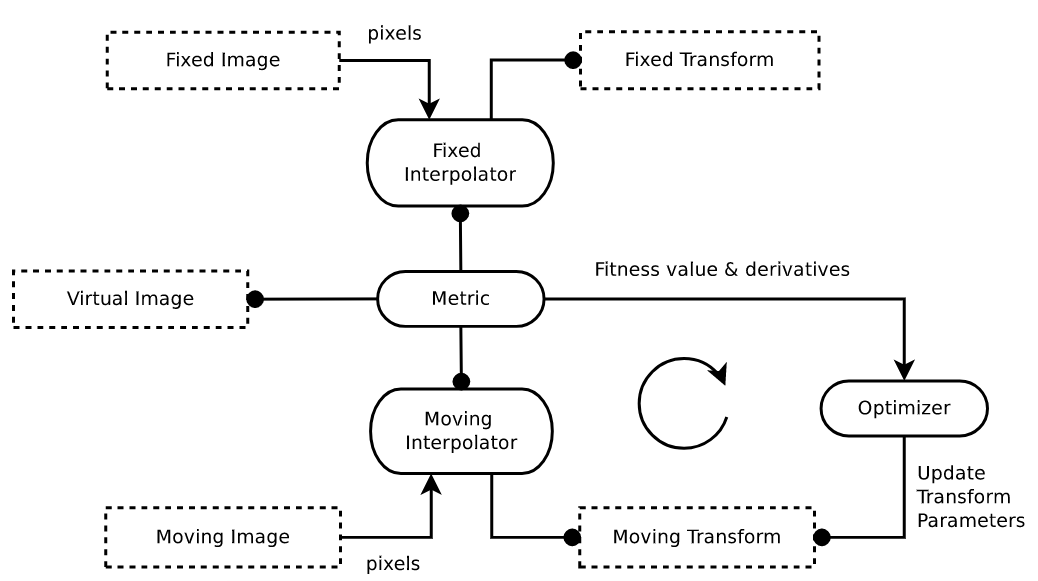 pixels
Fixed Image
Fixed Transform
Fixed
Interpolator
Fitness value & derivatives
Virtual Image
Metric
Optimizer
Moving
Interpolator
Update
Transform
Parameters
Moving Image
Moving Transform
pixels